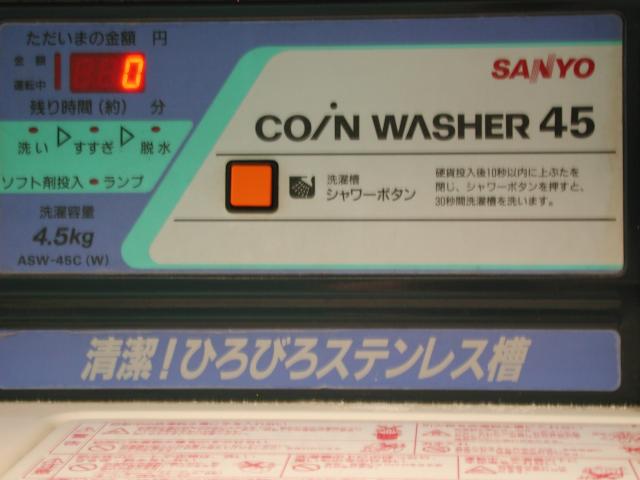 ただいまの金額 円
金額
0
運転中
残り時間(約) 分
洗い ▷ すすぎ ▷ 脱水
ソフト剤投入 ランプ
洗濯容量
4.5kg
ASW-45C(W)
SANYO
COIN WASHER 45
洗濯槽
シャワーボタン
硬貨投入後10秒以内に上ぶたを
閉じ、シャワーボタンを押すと、
30秒間洗濯槽を洗います。
清潔!ひろびろステンレス槽